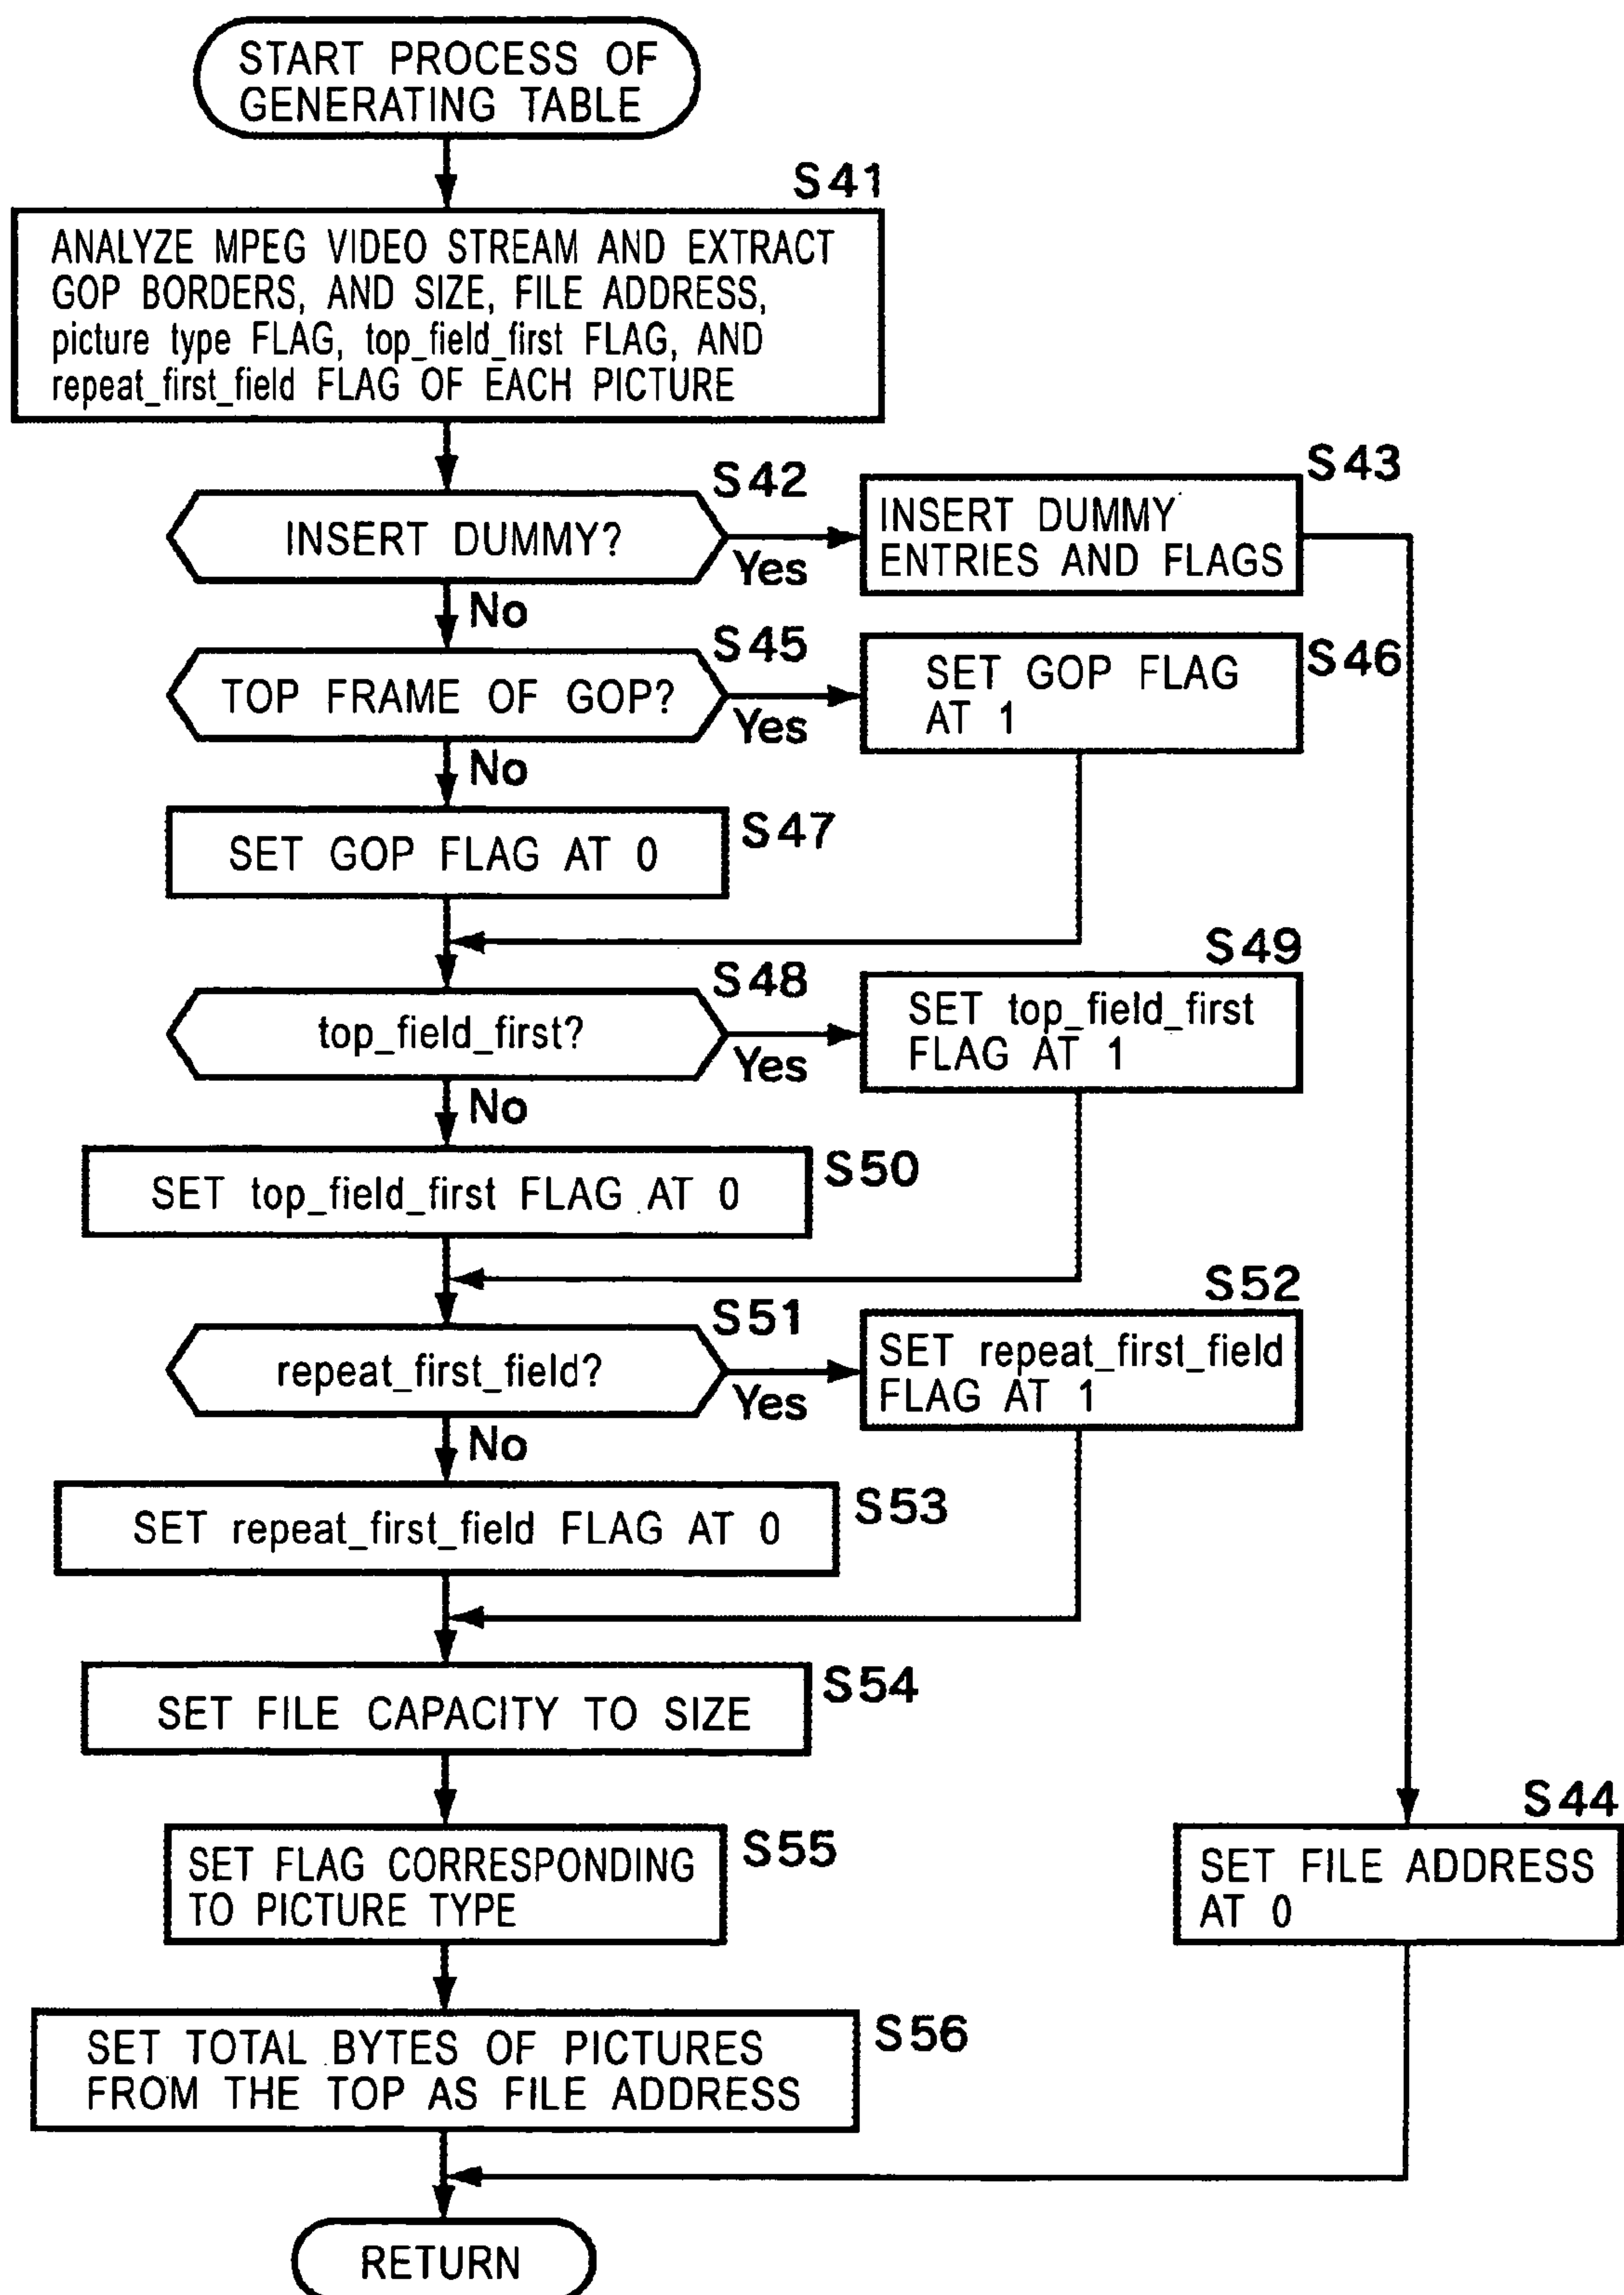 START PROCESS OF
GENERATING TABLE
S41
ANALYZE MPEG VIDEO STREAM AND EXTRACT
GOP BORDERS, AND SIZE, FILE ADDRESS,
picture type FLAG, top_field_first FLAG, AND
repeat_first_field FLAG OF EACH PICTURE
S42
INSERT DUMMY?
Yes
No
S43
INSERT DUMMY
ENTRIES AND FLAGS
S45
TOP FRAME OF GOP?
Yes
No
S46
SET GOP FLAG
AT 1
S47
SET GOP FLAG AT 0
S48
top_field_first?
Yes
No
S49
SET top_field_first
FLAG AT 1
S50
SET top_field_first FLAG AT 0
S51
repeat_first_field?
Yes
No
S52
SET repeat_first_field
FLAG AT 1
S53
SET repeat_first_field FLAG AT 0
S54
SET FILE CAPACITY TO SIZE
S55
SET FLAG CORRESPONDING
TO PICTURE TYPE
S44
SET FILE ADDRESS
AT 0
S56
SET TOTAL BYTES OF PICTURES
FROM THE TOP AS FILE ADDRESS
RETURN